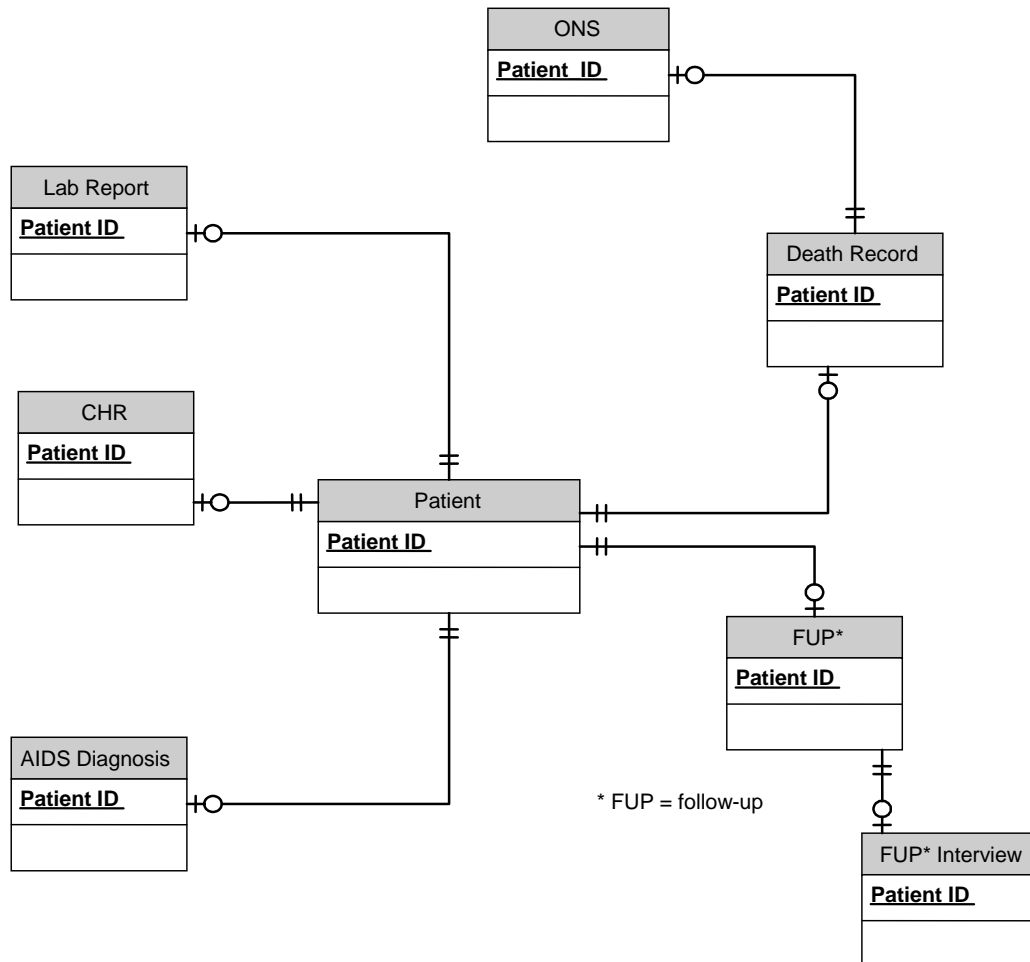 ONS
Patient_ID
Lab Report
Patient ID
Death Record
Patient ID
CHR
Patient ID
Patient
Patient ID
FUP*
Patient ID
AIDS Diagnosis
Patient ID
* FUP = follow-up
FUP* Interview
Patient ID